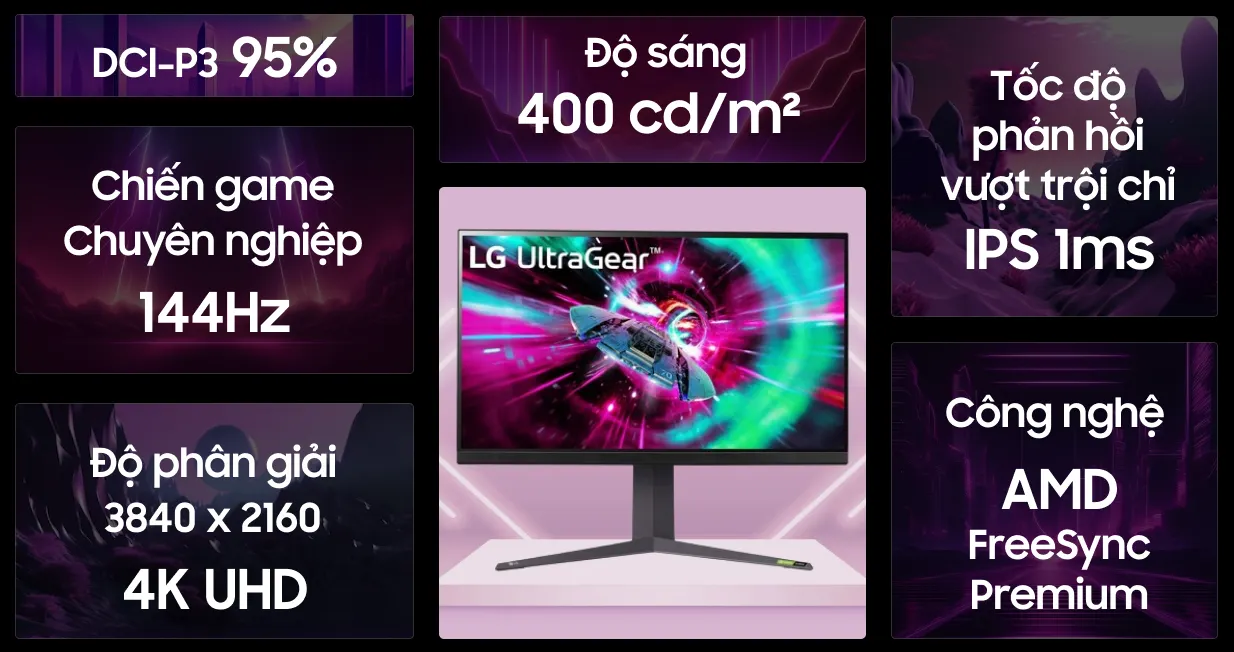 DCI-P3 95%
Chiến game
Chuyên nghiệp
144Hz
Độ phân giải
3840 x 2160
4K UHD
Độ sáng
400 cd/m²
LG UltraGear™
Tốc độ
phản hồi
vượt trội chỉ
IPS 1ms
Công nghệ
AMD
FreeSync
Premium